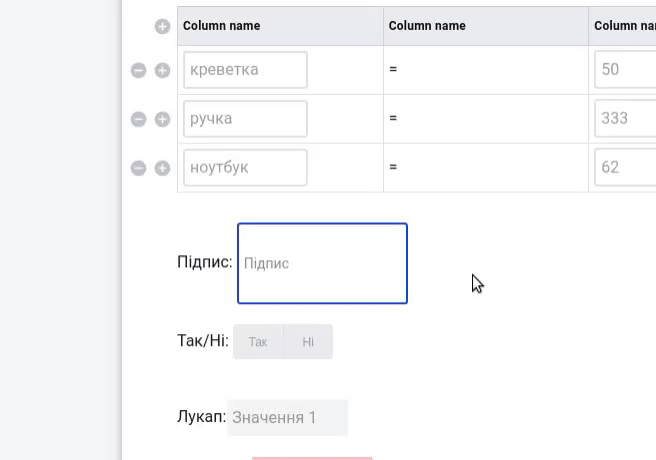 Column name Column name Column na
креветка = 50
ручка = 333
ноутбук = 62
Підпис: Підпис
Так/Ні: Так Ні
Лукап: Значення 1